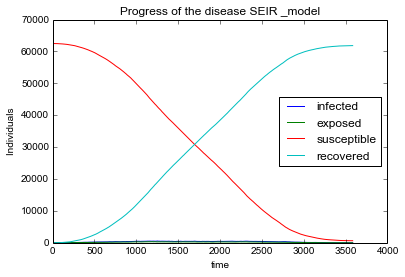 Progress of the disease SEIR _model
70000
60000
50000
40000
30000
20000
10000
0
Individuals
infected
exposed
susceptible
recovered
0 500 1000 1500 2000 2500 3000 3500 4000
time